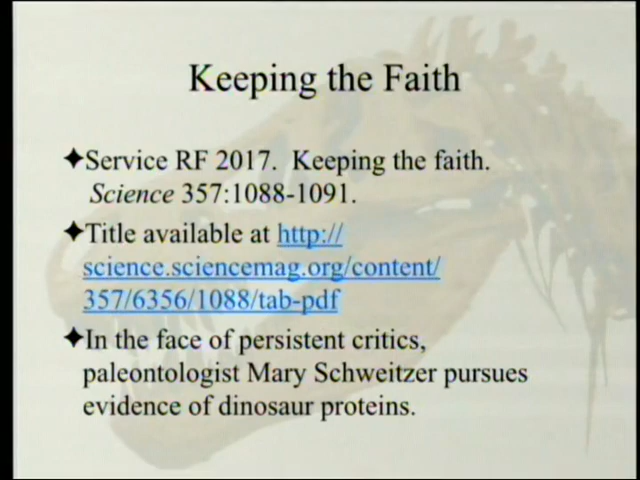 Keeping the Faith
✦Service RF 2017. Keeping the faith.
Science 357:1088-1091.
✦Title available at http://
science.sciencemag.org/content/
357/6356/1088/tab-pdf
✦In the face of persistent critics,
paleontologist Mary Schweitzer pursues
evidence of dinosaur proteins.